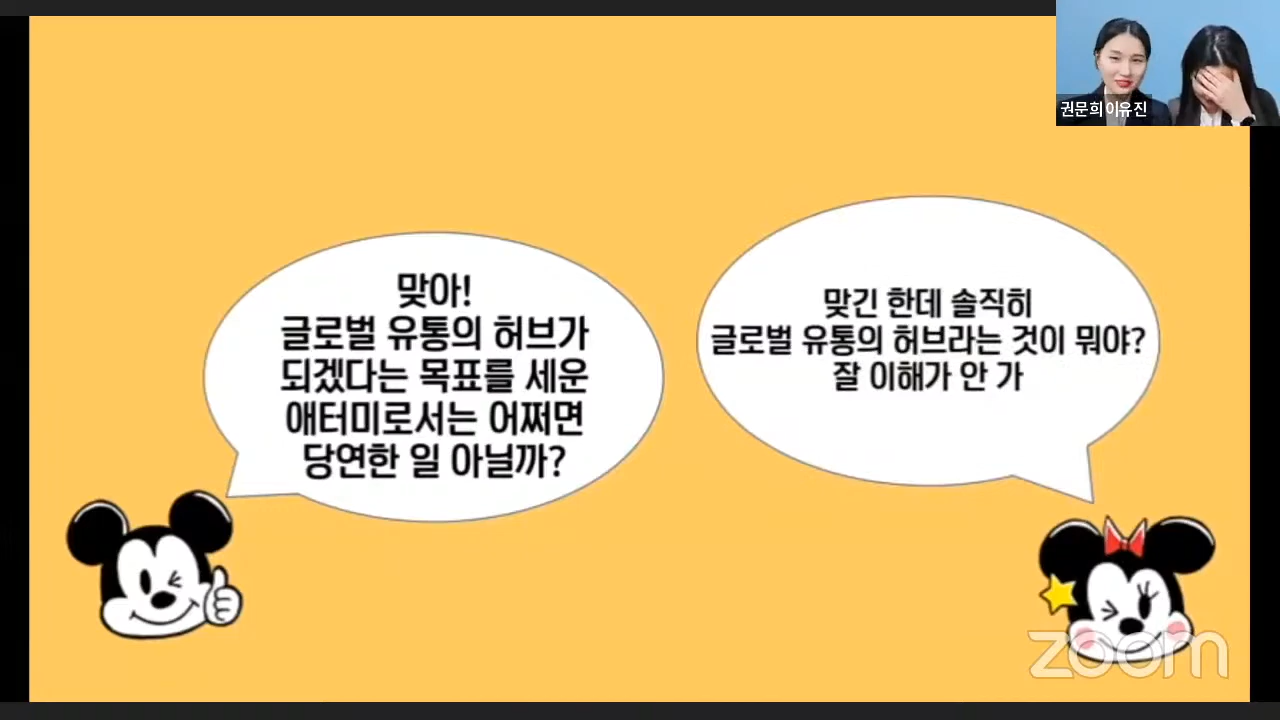 권문희이유진
맞아!
글로벌 유통의 허브가
되겠다는 목표를 세운
애터미로서는 어쩌면
당연한 일 아닐까?
맞긴 한데 솔직히
글로벌 유통의 허브라는 것이 뭐야?
잘 이해가 안 가
zoom